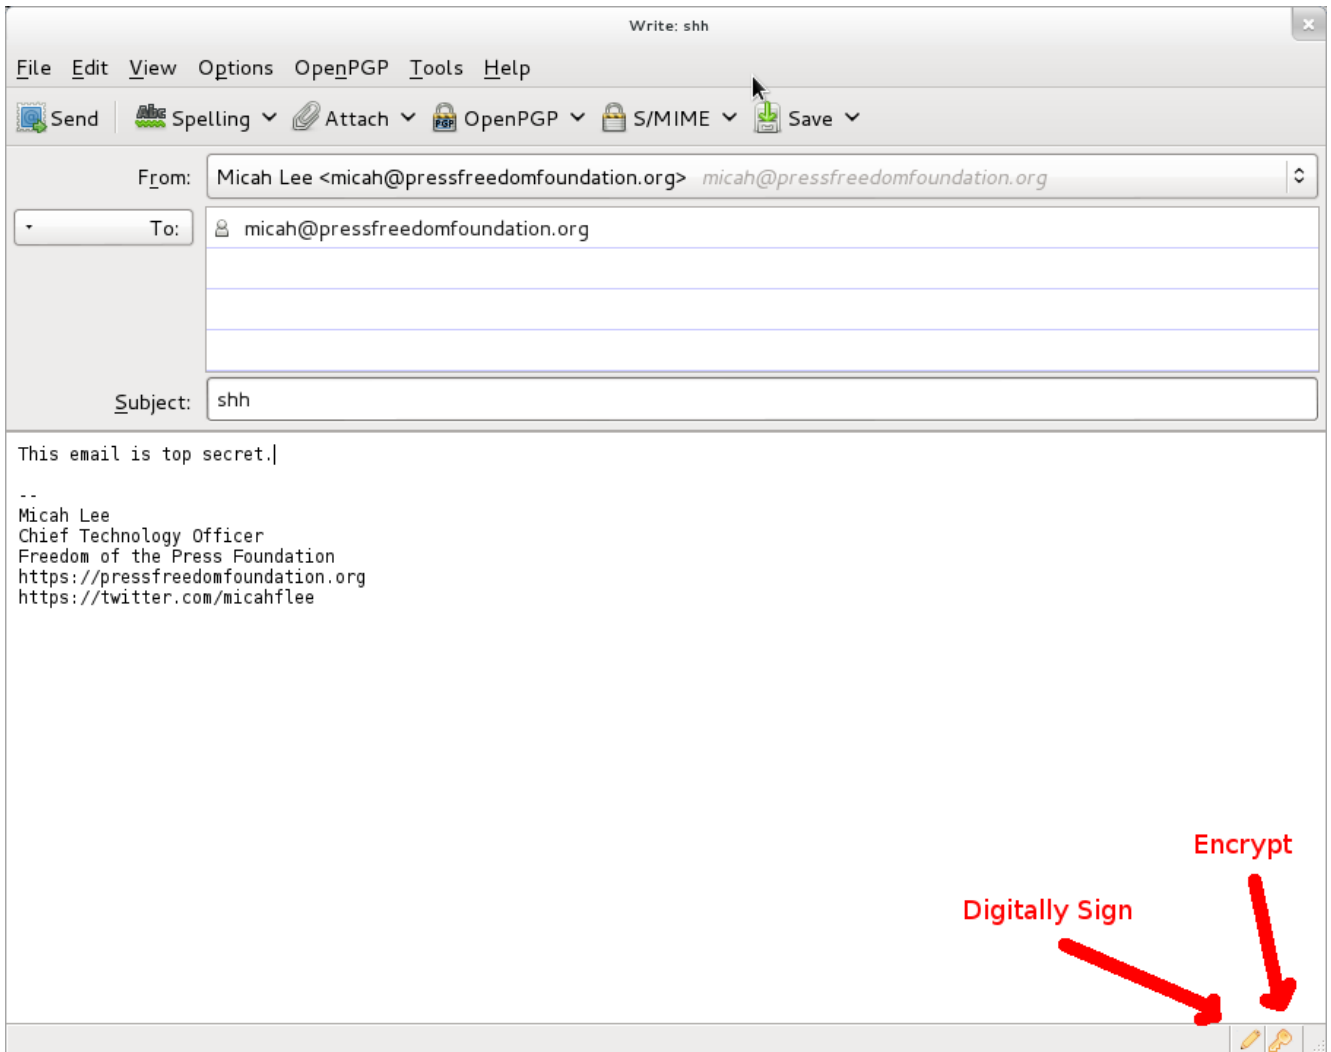 Write: shh
File Edit View Options OpenPGP Tools Help
Send Abc Spelling Attach PGP OpenPGP S/MIME Save
From: Micah Lee <micah@pressfreedomfoundation.org> micah@pressfreedomfoundation.org
To: micah@pressfreedomfoundation.org
Subject: shh
This email is top secret.
--
Micah Lee
Chief Technology Officer
Freedom of the Press Foundation
https://pressfreedomfoundation.org
https://twitter.com/micahflee
Encrypt
Digitally Sign